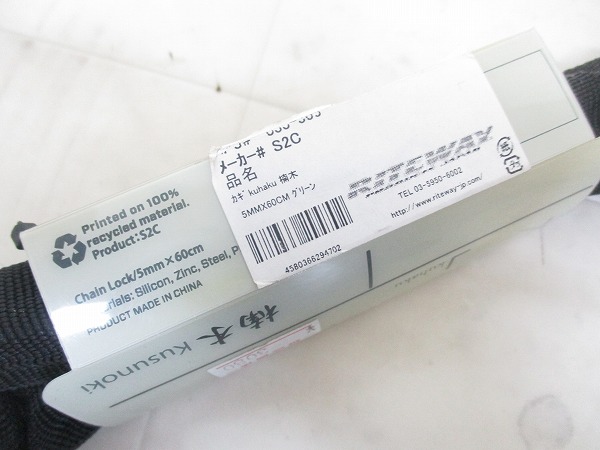 メーカー# S2C
品名
カギ kuhaku 楠木
5MMX60CM グリーン
RITEWAY
TEL 03-5950-6002
http://www.riteway-jp.com/
4580366294702
Printed on 100%
recycled material.
Product:S2C
Chain Lock/5mm×60cm
Silicon, Zinc, Steel,
PRODUCT MADE IN CHINA
kuhaku
楠木 Kusunoki